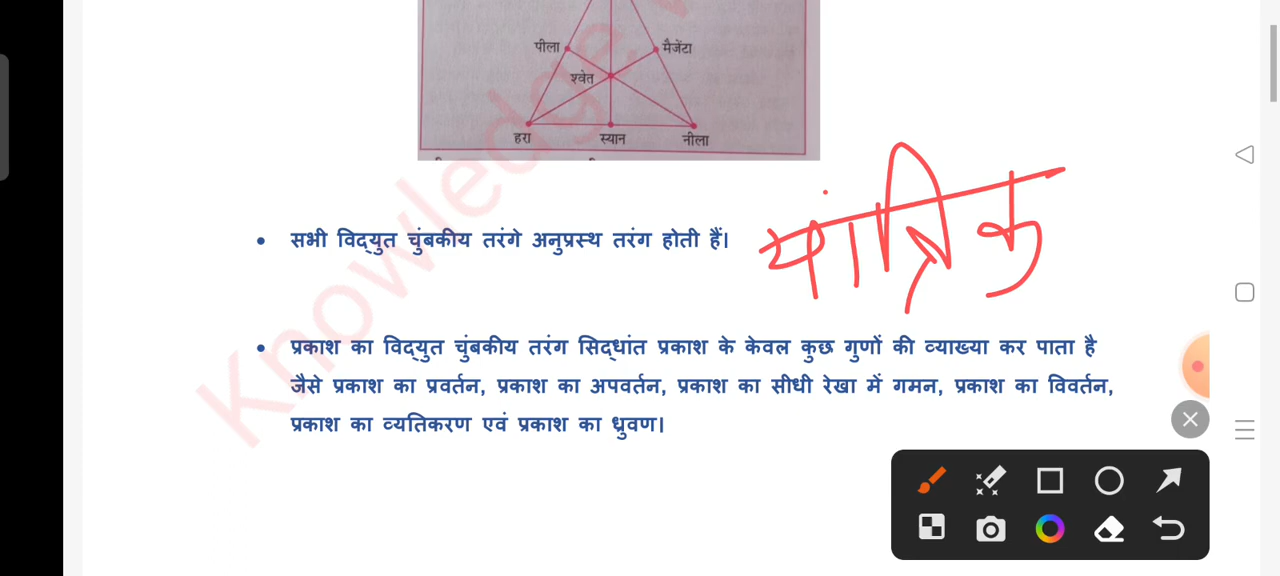 पीला
मैजेंटा
श्वेत
हरा
स्यान
नीला
यांत्रिक
• सभी विद्युत चुंबकीय तरंगे अनुप्रस्थ तरंग होती हैं।
• प्रकाश का विद्युत चुंबकीय तरंग सिद्धांत प्रकाश के केवल कुछ गुणों की व्याख्या कर पाता है
जैसे प्रकाश का प्रवर्तन, प्रकाश का अपवर्तन, प्रकाश का सीधी रेखा में गमन, प्रकाश का विवर्तन,
प्रकाश का व्यतिकरण एवं प्रकाश का ध्रुवण।
Knowledge